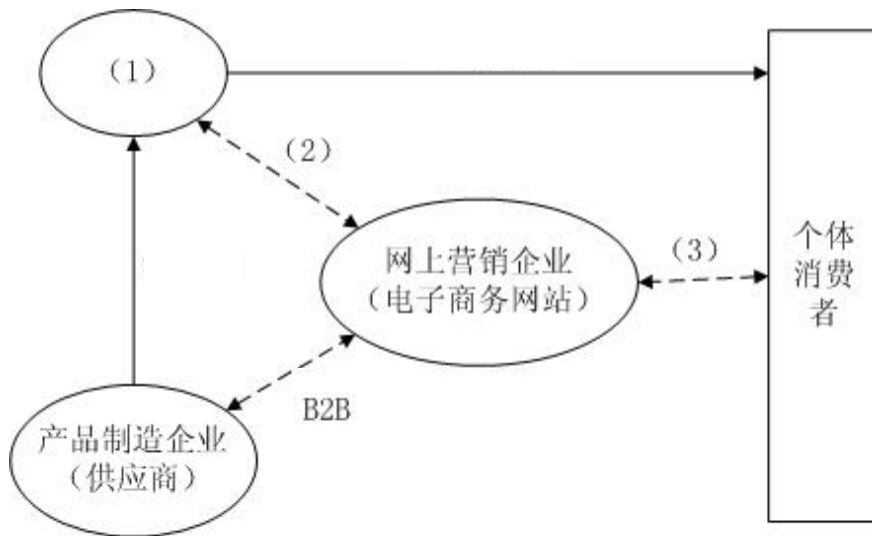 （1）
（2）
网上营销企业
（电子商务网站）
（3）
个体
消费
者
B2B
产品制造企业
（供应商）